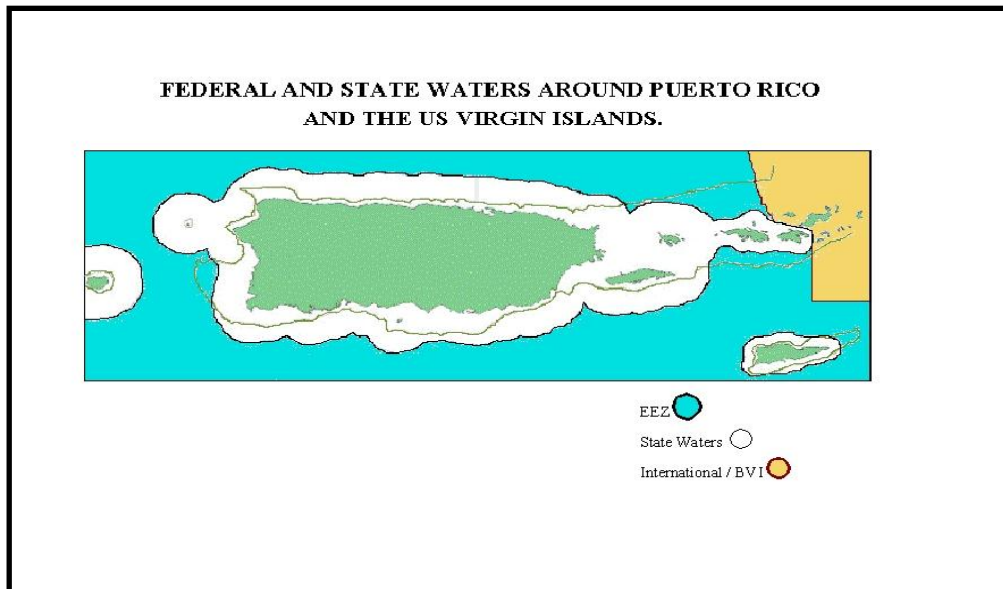 FEDERAL AND STATE WATERS AROUND PUERTO RICO
AND THE US VIRGIN ISLANDS.
EEZ
State Waters
International / BVI